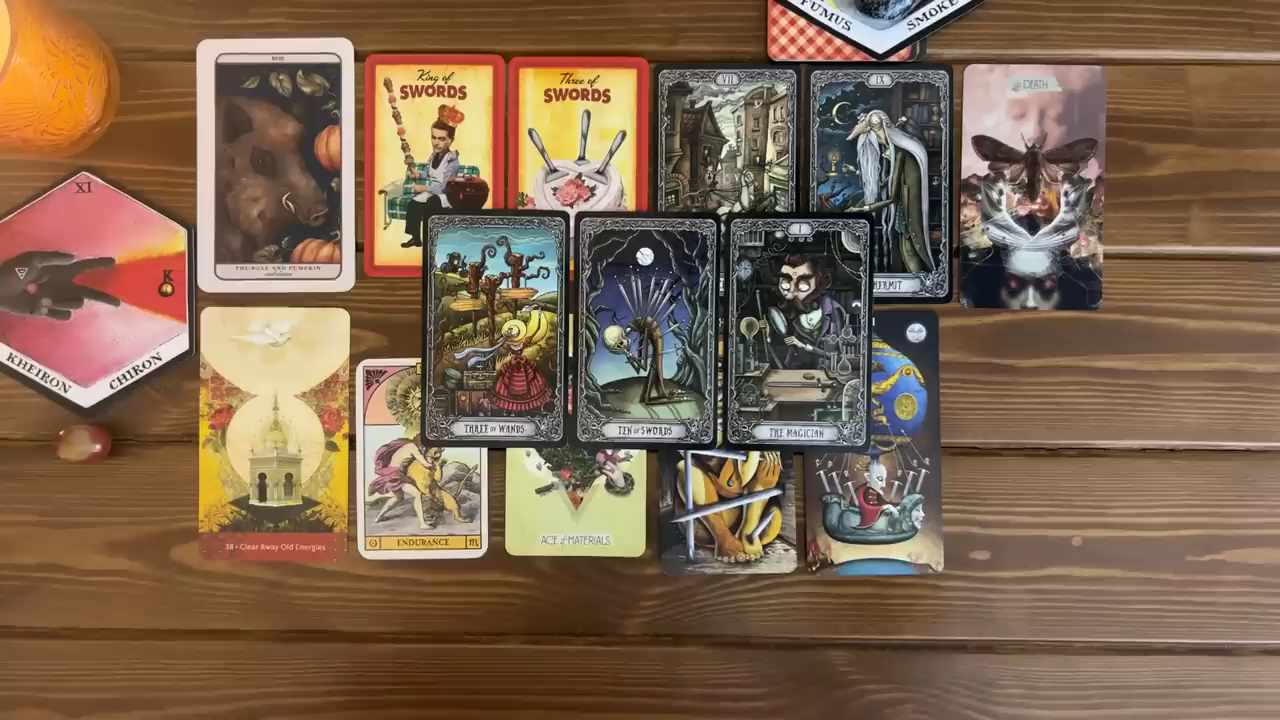 FUMUS
SMOKE
XVIII
THE BOAR AND PUMPKIN
King of
SWORDS
Three of
SWORDS
VII
IX
HERMIT
DEATH
XI
K
KHEIRON
CHIRON
THREE OF WANDS
TEN OF SWORDS
I
THE MAGICIAN
38 • Clear Away Old Energies
ENDURANCE
ACE of MATERIALS